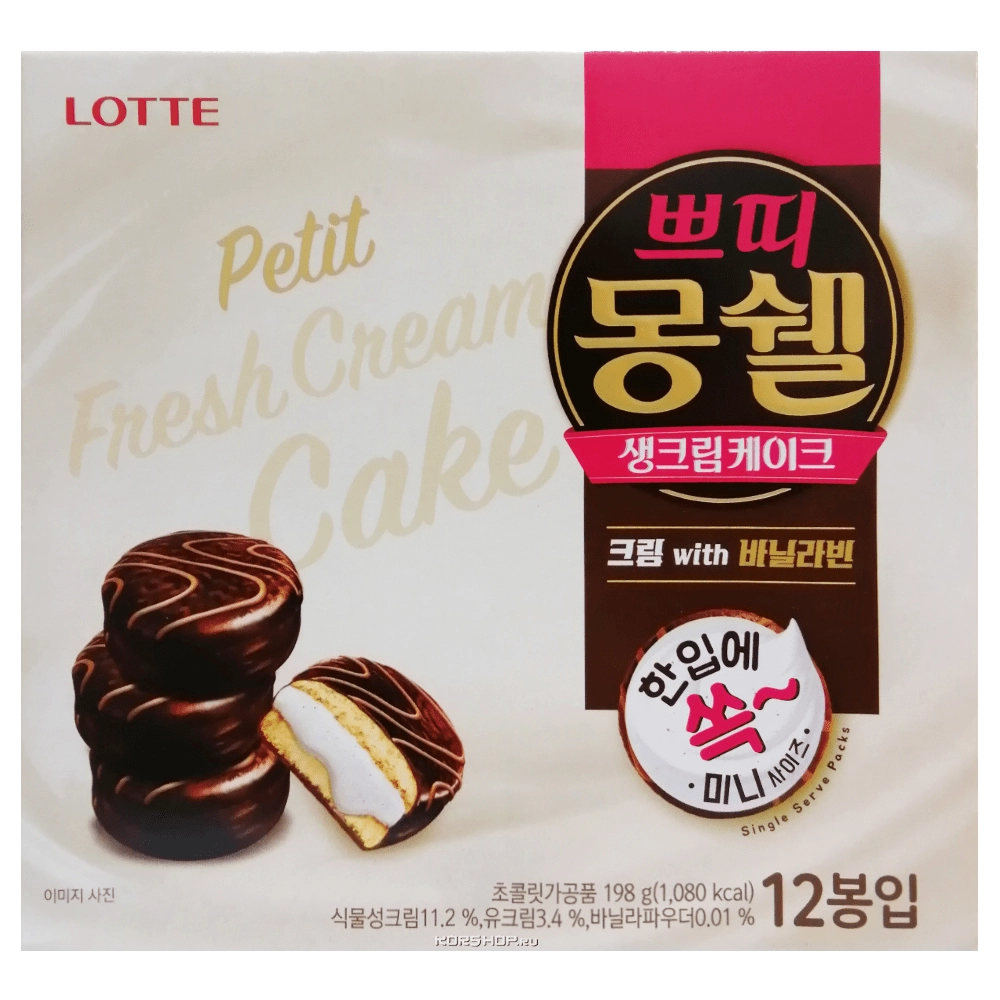 LOTTE
Petit
Fresh Cream
Cake
쁘띠
몽쉘
생크림케이크
크림 with 바닐라빈
한입에
쏙~
·미니 사이즈·
Single Serve Packs
이미지 사진
초콜릿가공품 198 g(1,080 kcal)
식물성크림11.2 %,유크림3.4 %,바닐라파우더0.01 %
12봉입
KORSHOP.RU